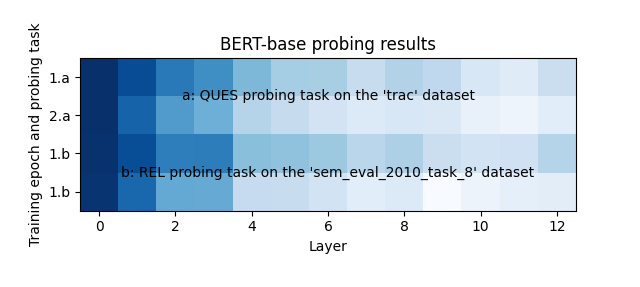 BERT-base probing results
Training epoch and probing task
1.a
a: QUES probing task on the 'trac' dataset
2.a
1.b
b: REL probing task on the 'sem_eval_2010_task_8' dataset
1.b
0 2 4 6 8 10 12
Layer